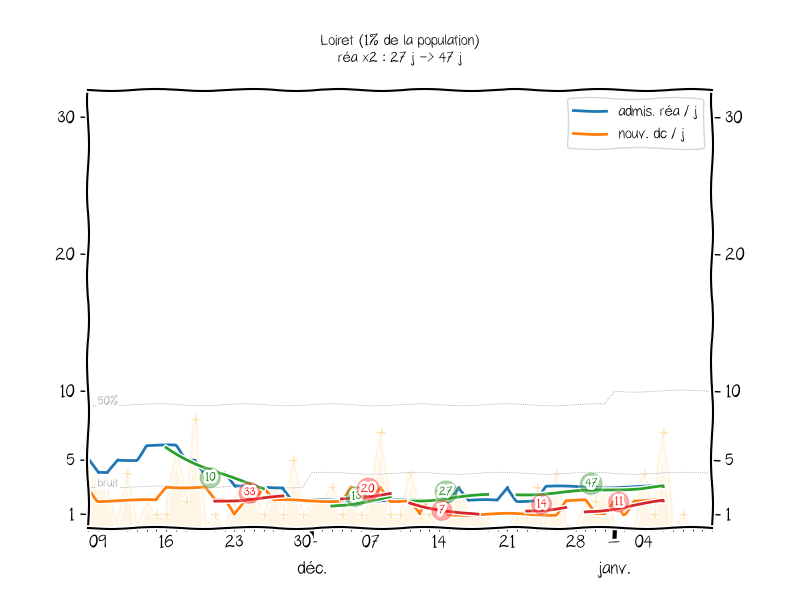 Loiret (1% de la population)
réa x2 : 27 j -> 47 j
admis. réa / j
nouv. dc / j
30 30
20 20
10 10
50%
5 5
bruit
1 1
10 33 20 27 7 14 47 11
09 16 23 30 07 14 21 28 04
déc. janv.